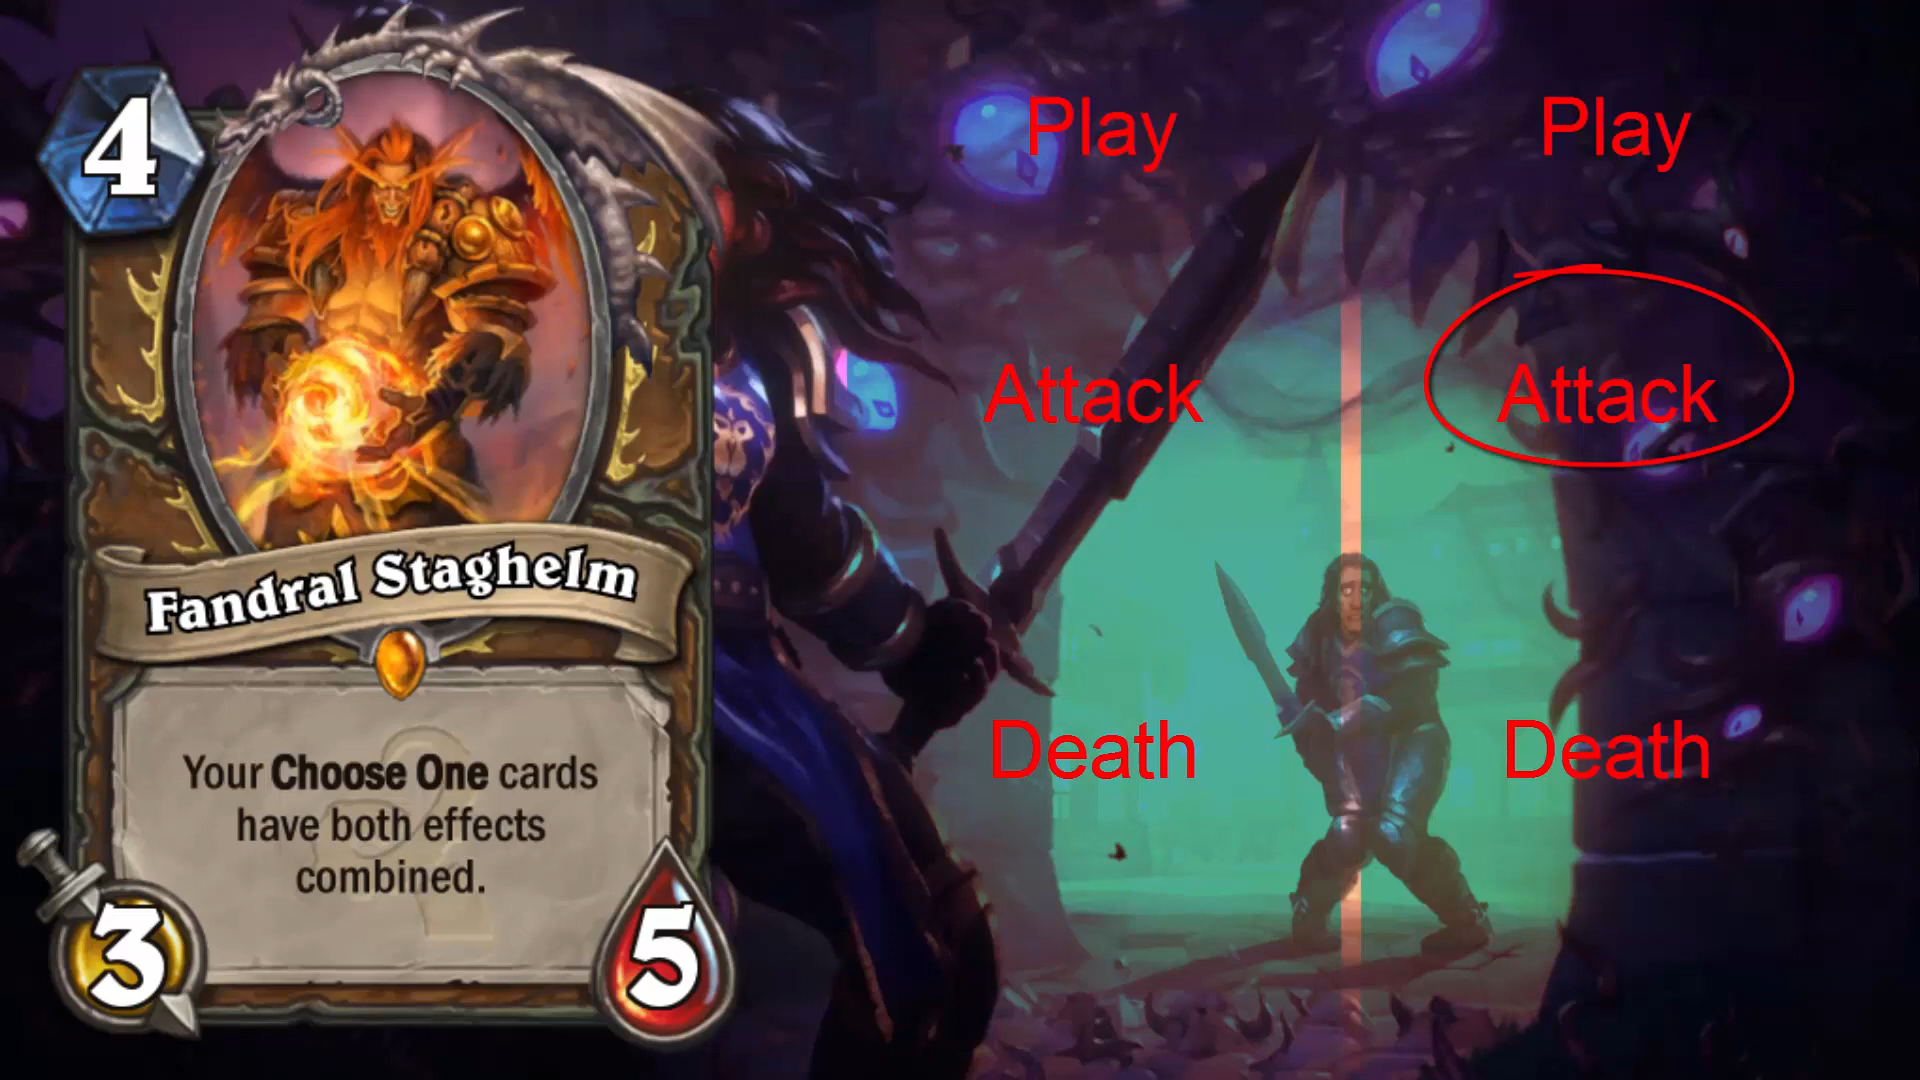 4
Fandral Staghelm
Your Choose One cards
have both effects
combined.
3
5
Play
Play
Attack
Attack
Death
Death